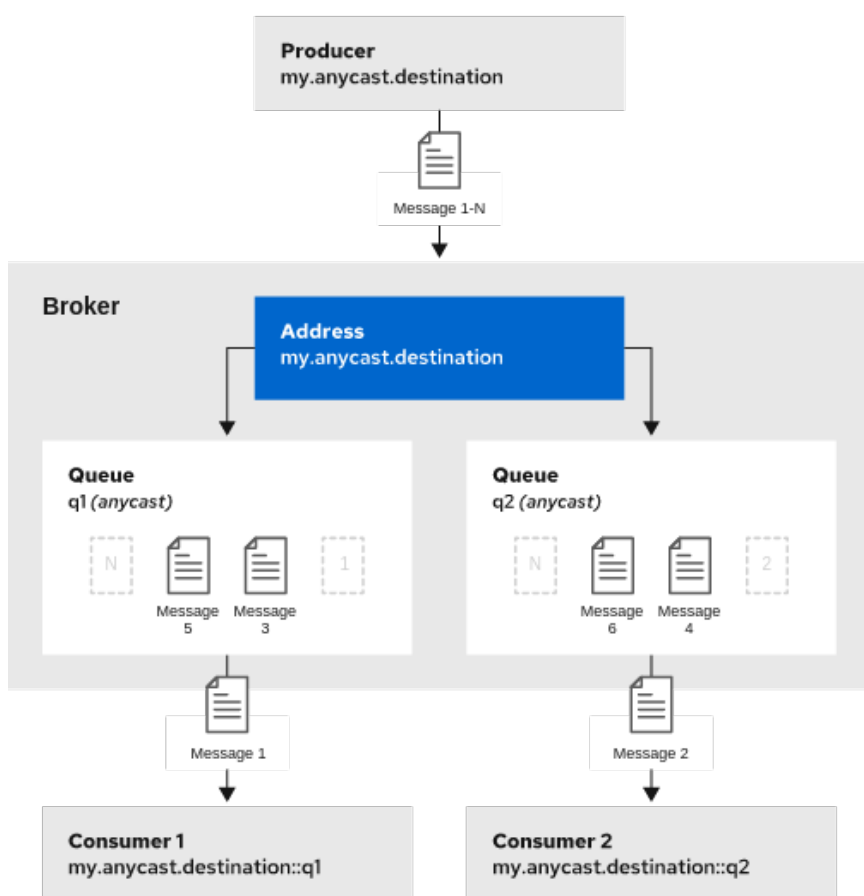 Producer
my.anycast.destination
Message 1-N
Broker
Address
my.anycast.destination
Queue
q1 (anycast)
N
1
Message
5
Message
3
Queue
q2 (anycast)
N
2
Message
6
Message
4
Message 1
Message 2
Consumer 1
my.anycast.destination::q1
Consumer 2
my.anycast.destination::q2